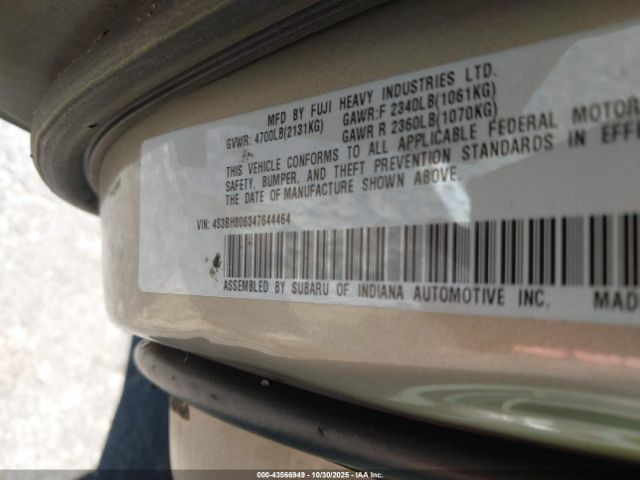 MFD BY FUJI HEAVY INDUSTRIES LTD.
GVWR: 4700LB(2131KG) GAWR:F 2340LB(1061KG)
GAWR R 2360LB(1070KG)
THIS VEHICLE CONFORMS TO ALL APPLICABLE FEDERAL MOTOR
SAFETY, BUMPER, AND THEFT PREVENTION STANDARDS IN EFFE
THE DATE OF MANUFACTURE SHOWN ABOVE.
VIN: 4S3BH806347644464
ASSEMBLED BY SUBARU OF INDIANA AUTOMOTIVE INC. MAD
000-43566949 - 10/30/2025 - IAA Inc.